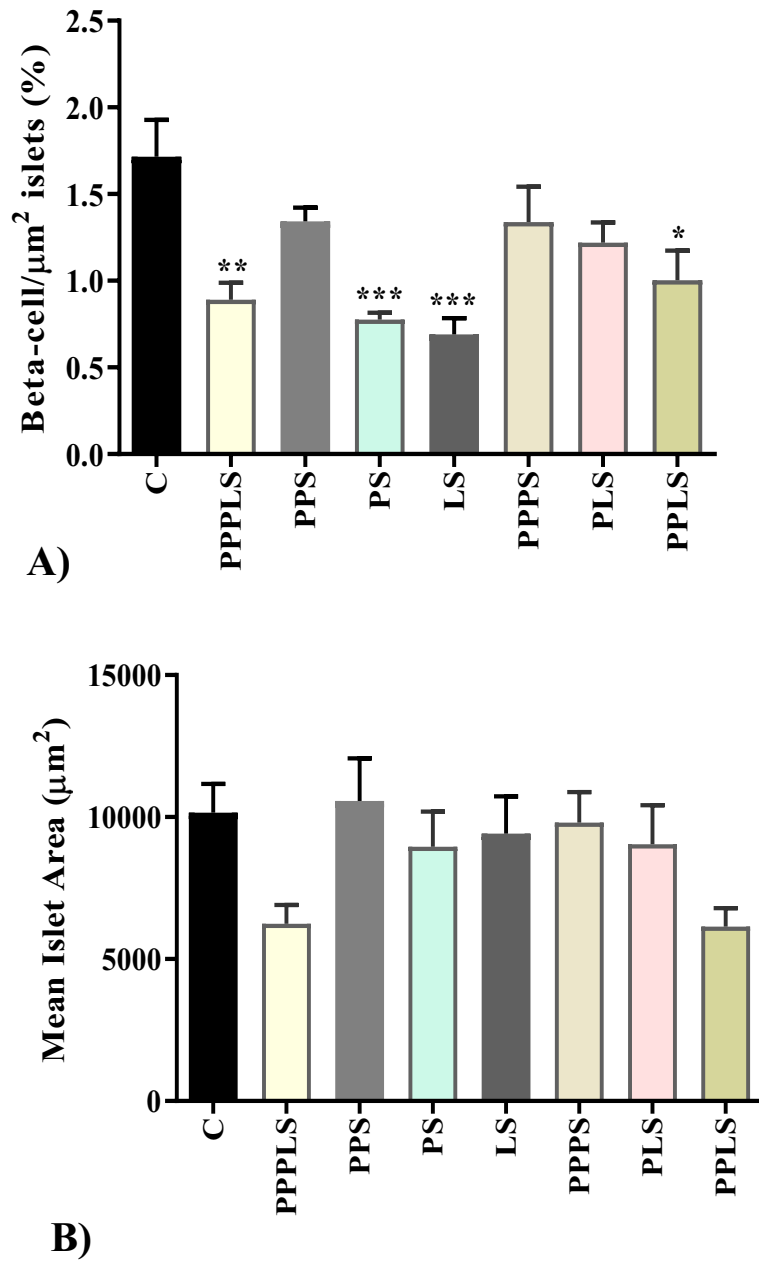 Beta-cell/μm² islets (%)
2.5
2.0
1.5
1.0
0.5
0.0
**
***
***
*
C
PPPLS
PPS
PS
LS
PPPS
PLS
PPLS
A)
Mean Islet Area (μm²)
15000
10000
5000
0
C
PPPLS
PPS
PS
LS
PPPS
PLS
PPLS
B)